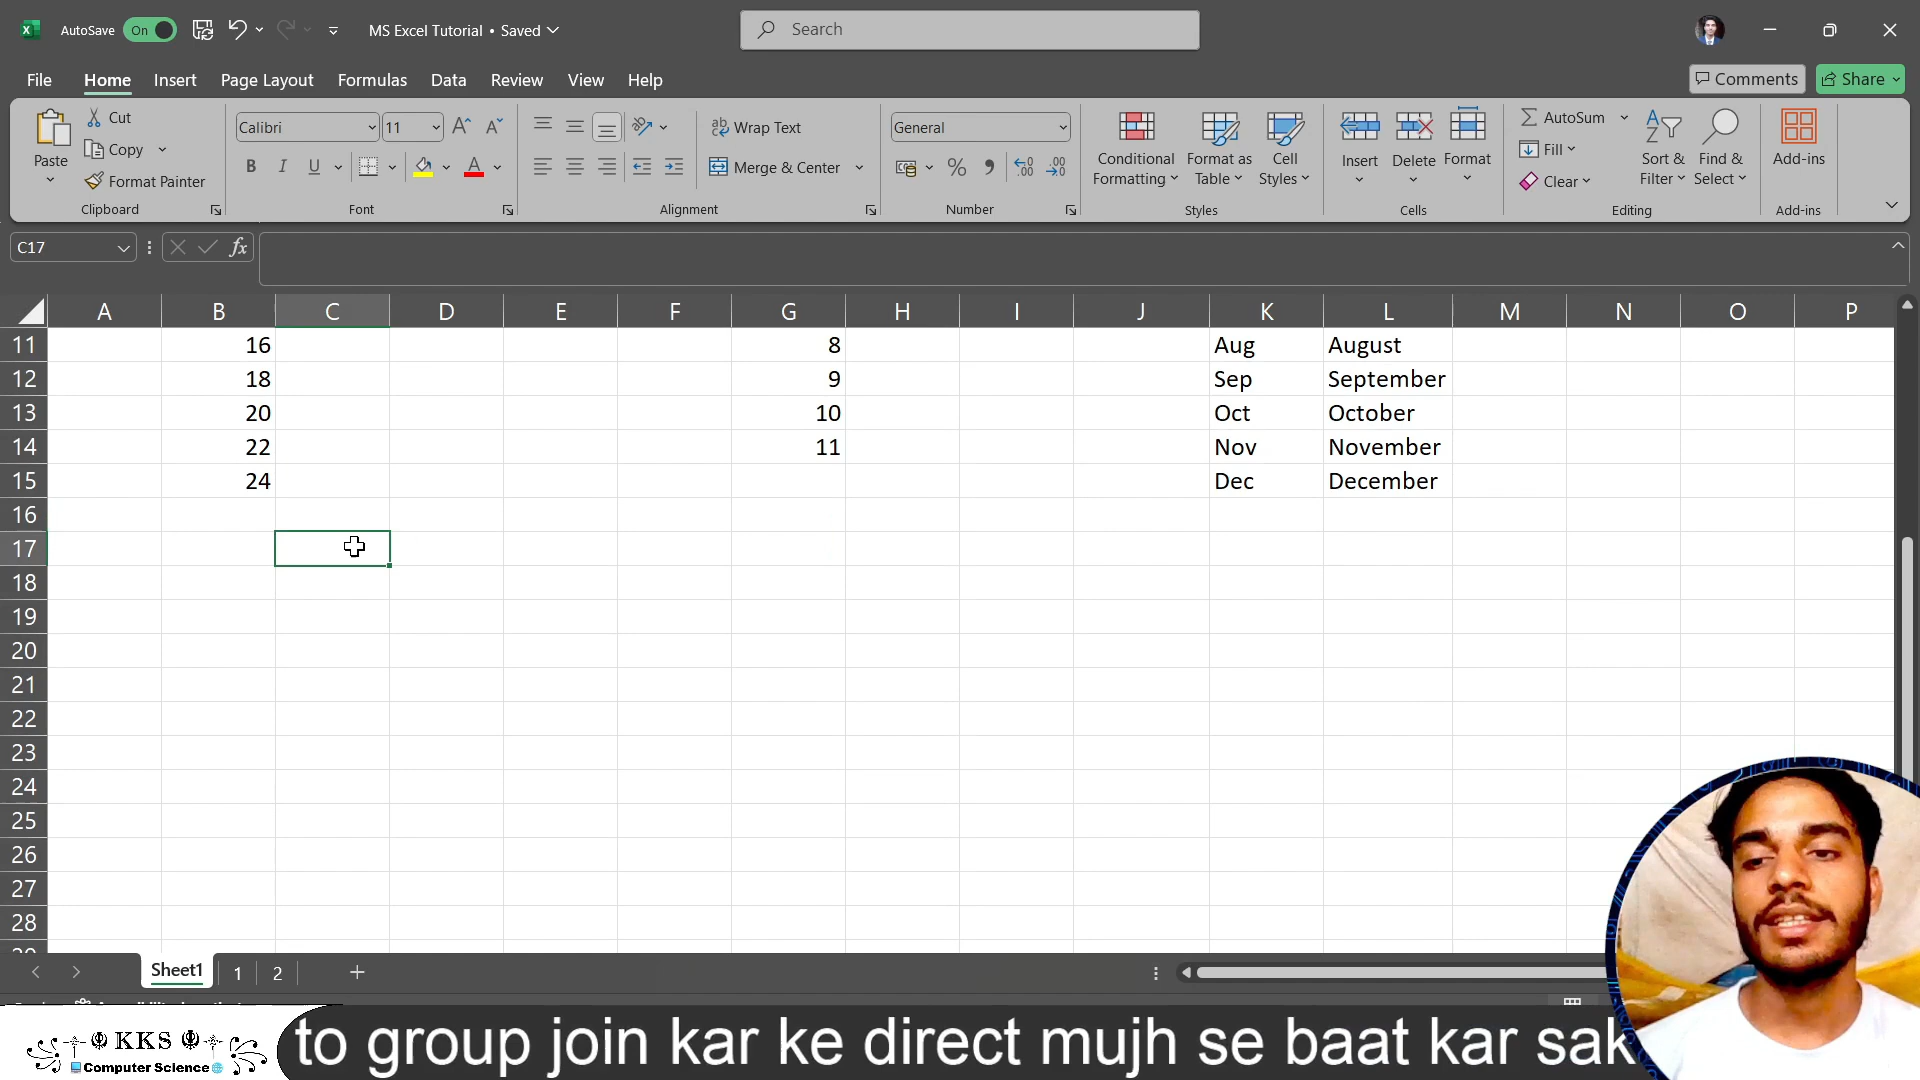 AutoSave On MS Excel Tutorial • Saved Search
File Home Insert Page Layout Formulas Data Review View Help Comments Share
Paste Cut Copy Format Painter Clipboard
Calibri 11 A A B I U A Font
ab Wrap Text Merge & Center Alignment
General % .00 .00 Number
Conditional Formatting Format as Table Cell Styles Styles
Insert Delete Format Cells
AutoSum Fill Clear Sort & Filter Find & Select Editing
Add-ins Add-ins
C17 fx
A B C D E F G H I J K L M N O P
11 16 8 Aug August
12 18 9 Sep September
13 20 10 Oct October
14 22 11 Nov November
15 24 Dec December
16
17
18
19
20
21
22
23
24
25
26
27
28
Sheet1 1 2
KKS
Computer Science
to group join kar ke direct mujh se baat kar sak